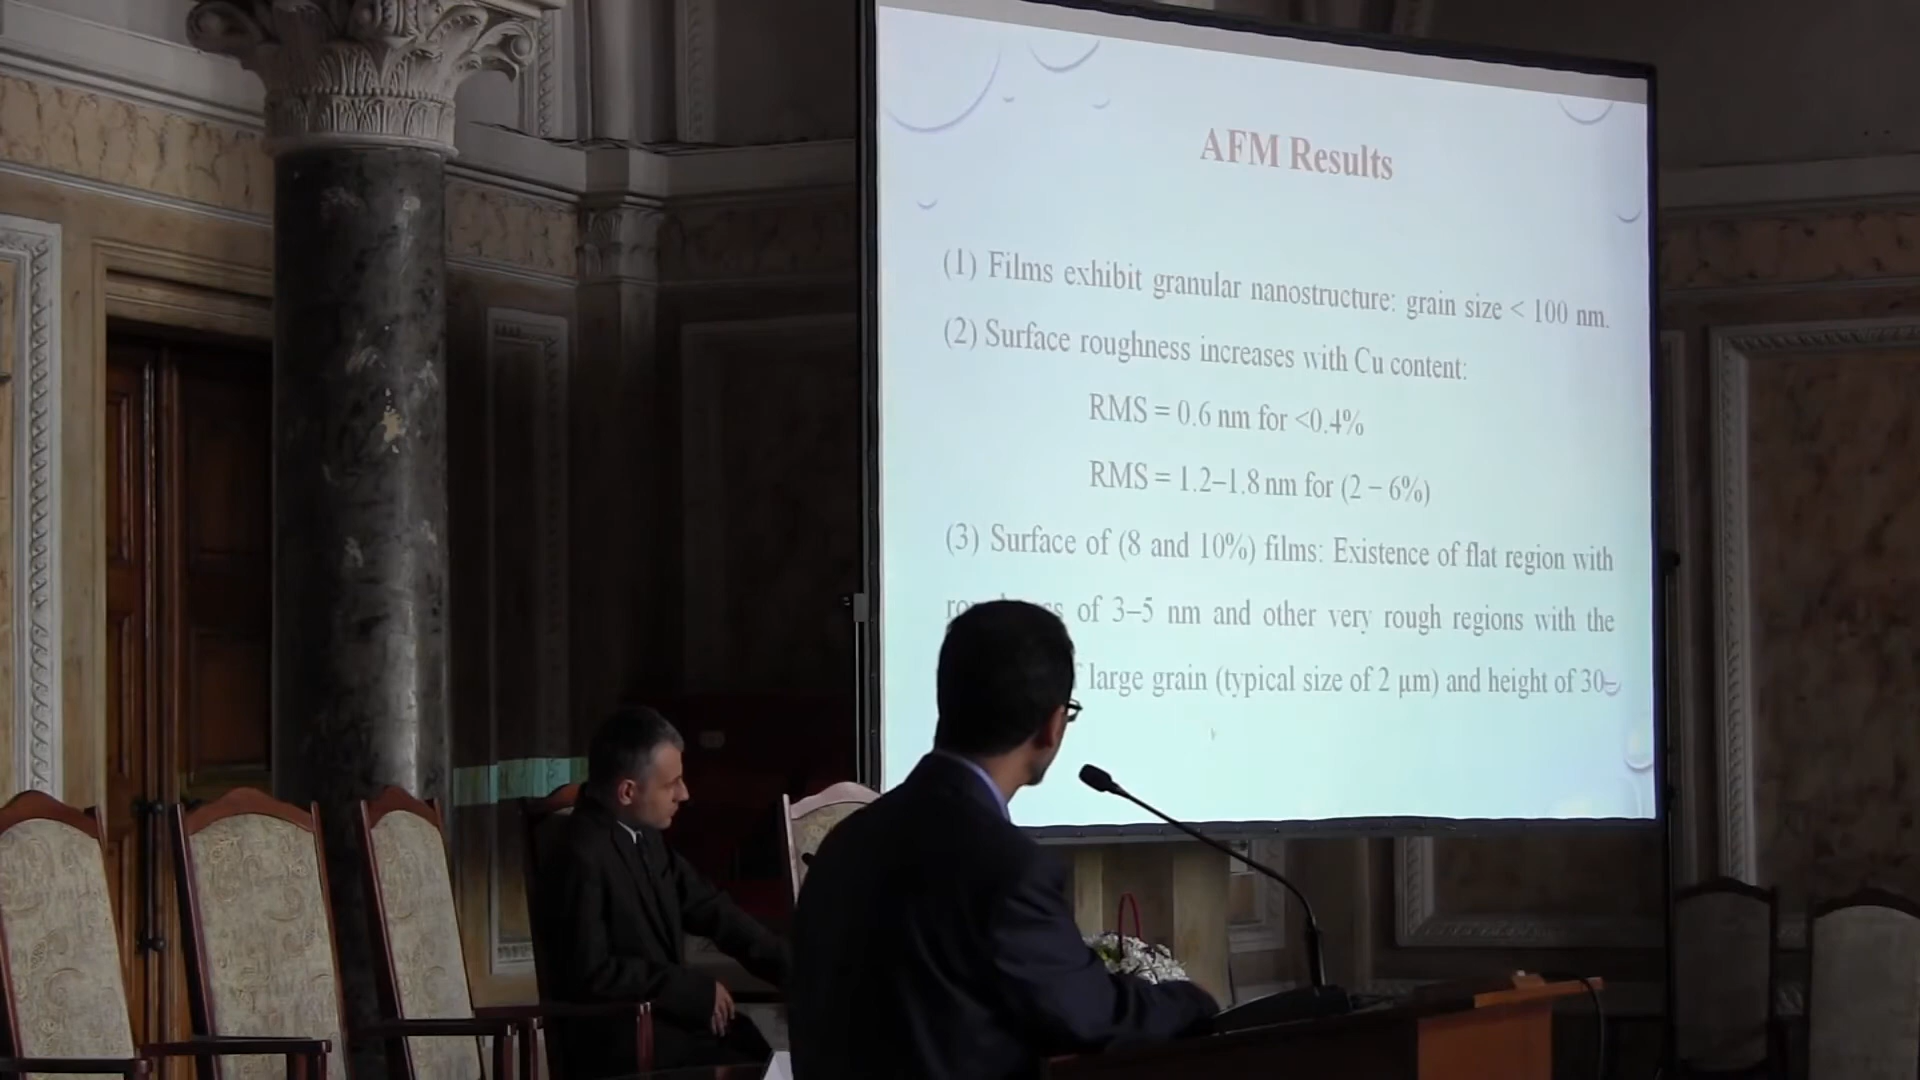 AFM Results
(1) Films exhibit granular nanostructure: grain size < 100 nm.
(2) Surface roughness increases with Cu content:
RMS = 0.6 nm for <0.4%
RMS = 1.2–1.8 nm for (2 – 6%)
(3) Surface of (8 and 10%) films: Existence of flat region with
of 3–5 nm and other very rough regions with the
large grain (typical size of 2 μm) and height of 30–